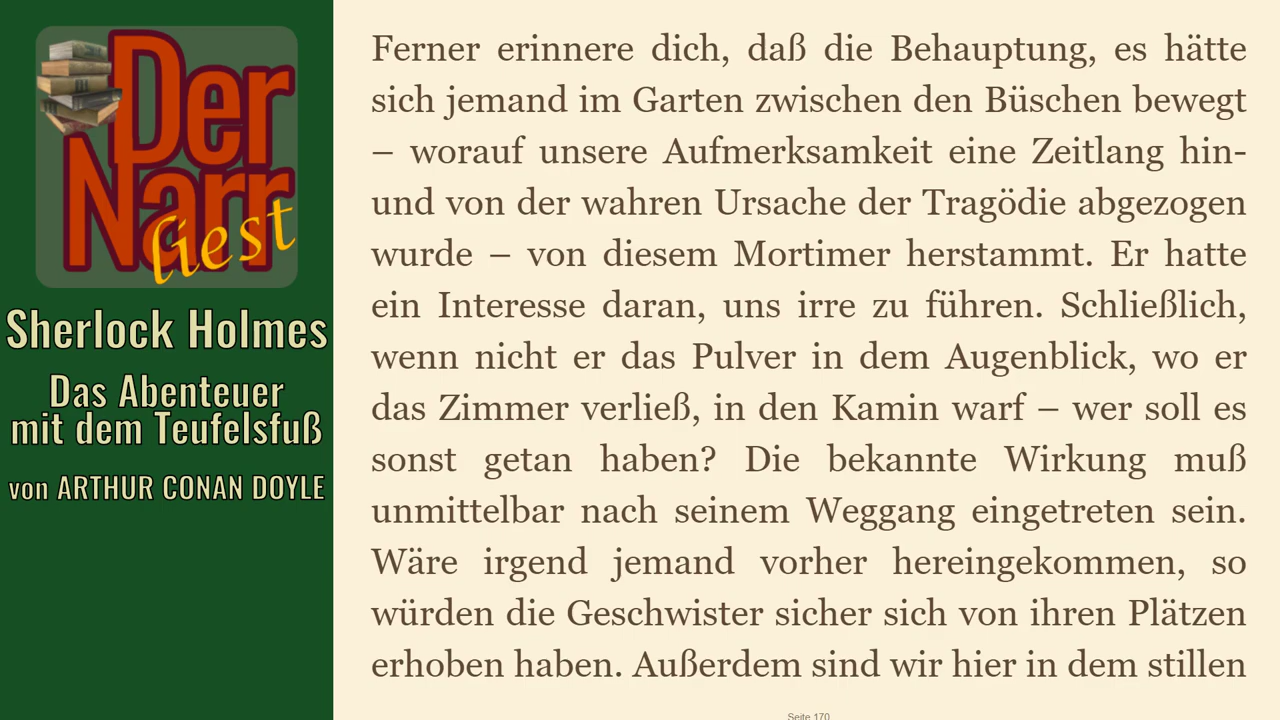 Der
Narr
liest
Sherlock Holmes
Das Abenteuer
mit dem Teufelsfuß
von ARTHUR CONAN DOYLE
Ferner erinnere dich, daß die Behauptung, es hätte
sich jemand im Garten zwischen den Büschen bewegt
– worauf unsere Aufmerksamkeit eine Zeitlang hin-
und von der wahren Ursache der Tragödie abgezogen
wurde – von diesem Mortimer herstammt. Er hatte
ein Interesse daran, uns irre zu führen. Schließlich,
wenn nicht er das Pulver in dem Augenblick, wo er
das Zimmer verließ, in den Kamin warf – wer soll es
sonst getan haben? Die bekannte Wirkung muß
unmittelbar nach seinem Weggang eingetreten sein.
Wäre irgend jemand vorher hereingekommen, so
würden die Geschwister sicher sich von ihren Plätzen
erhoben haben. Außerdem sind wir hier in dem stillen
Seite 170